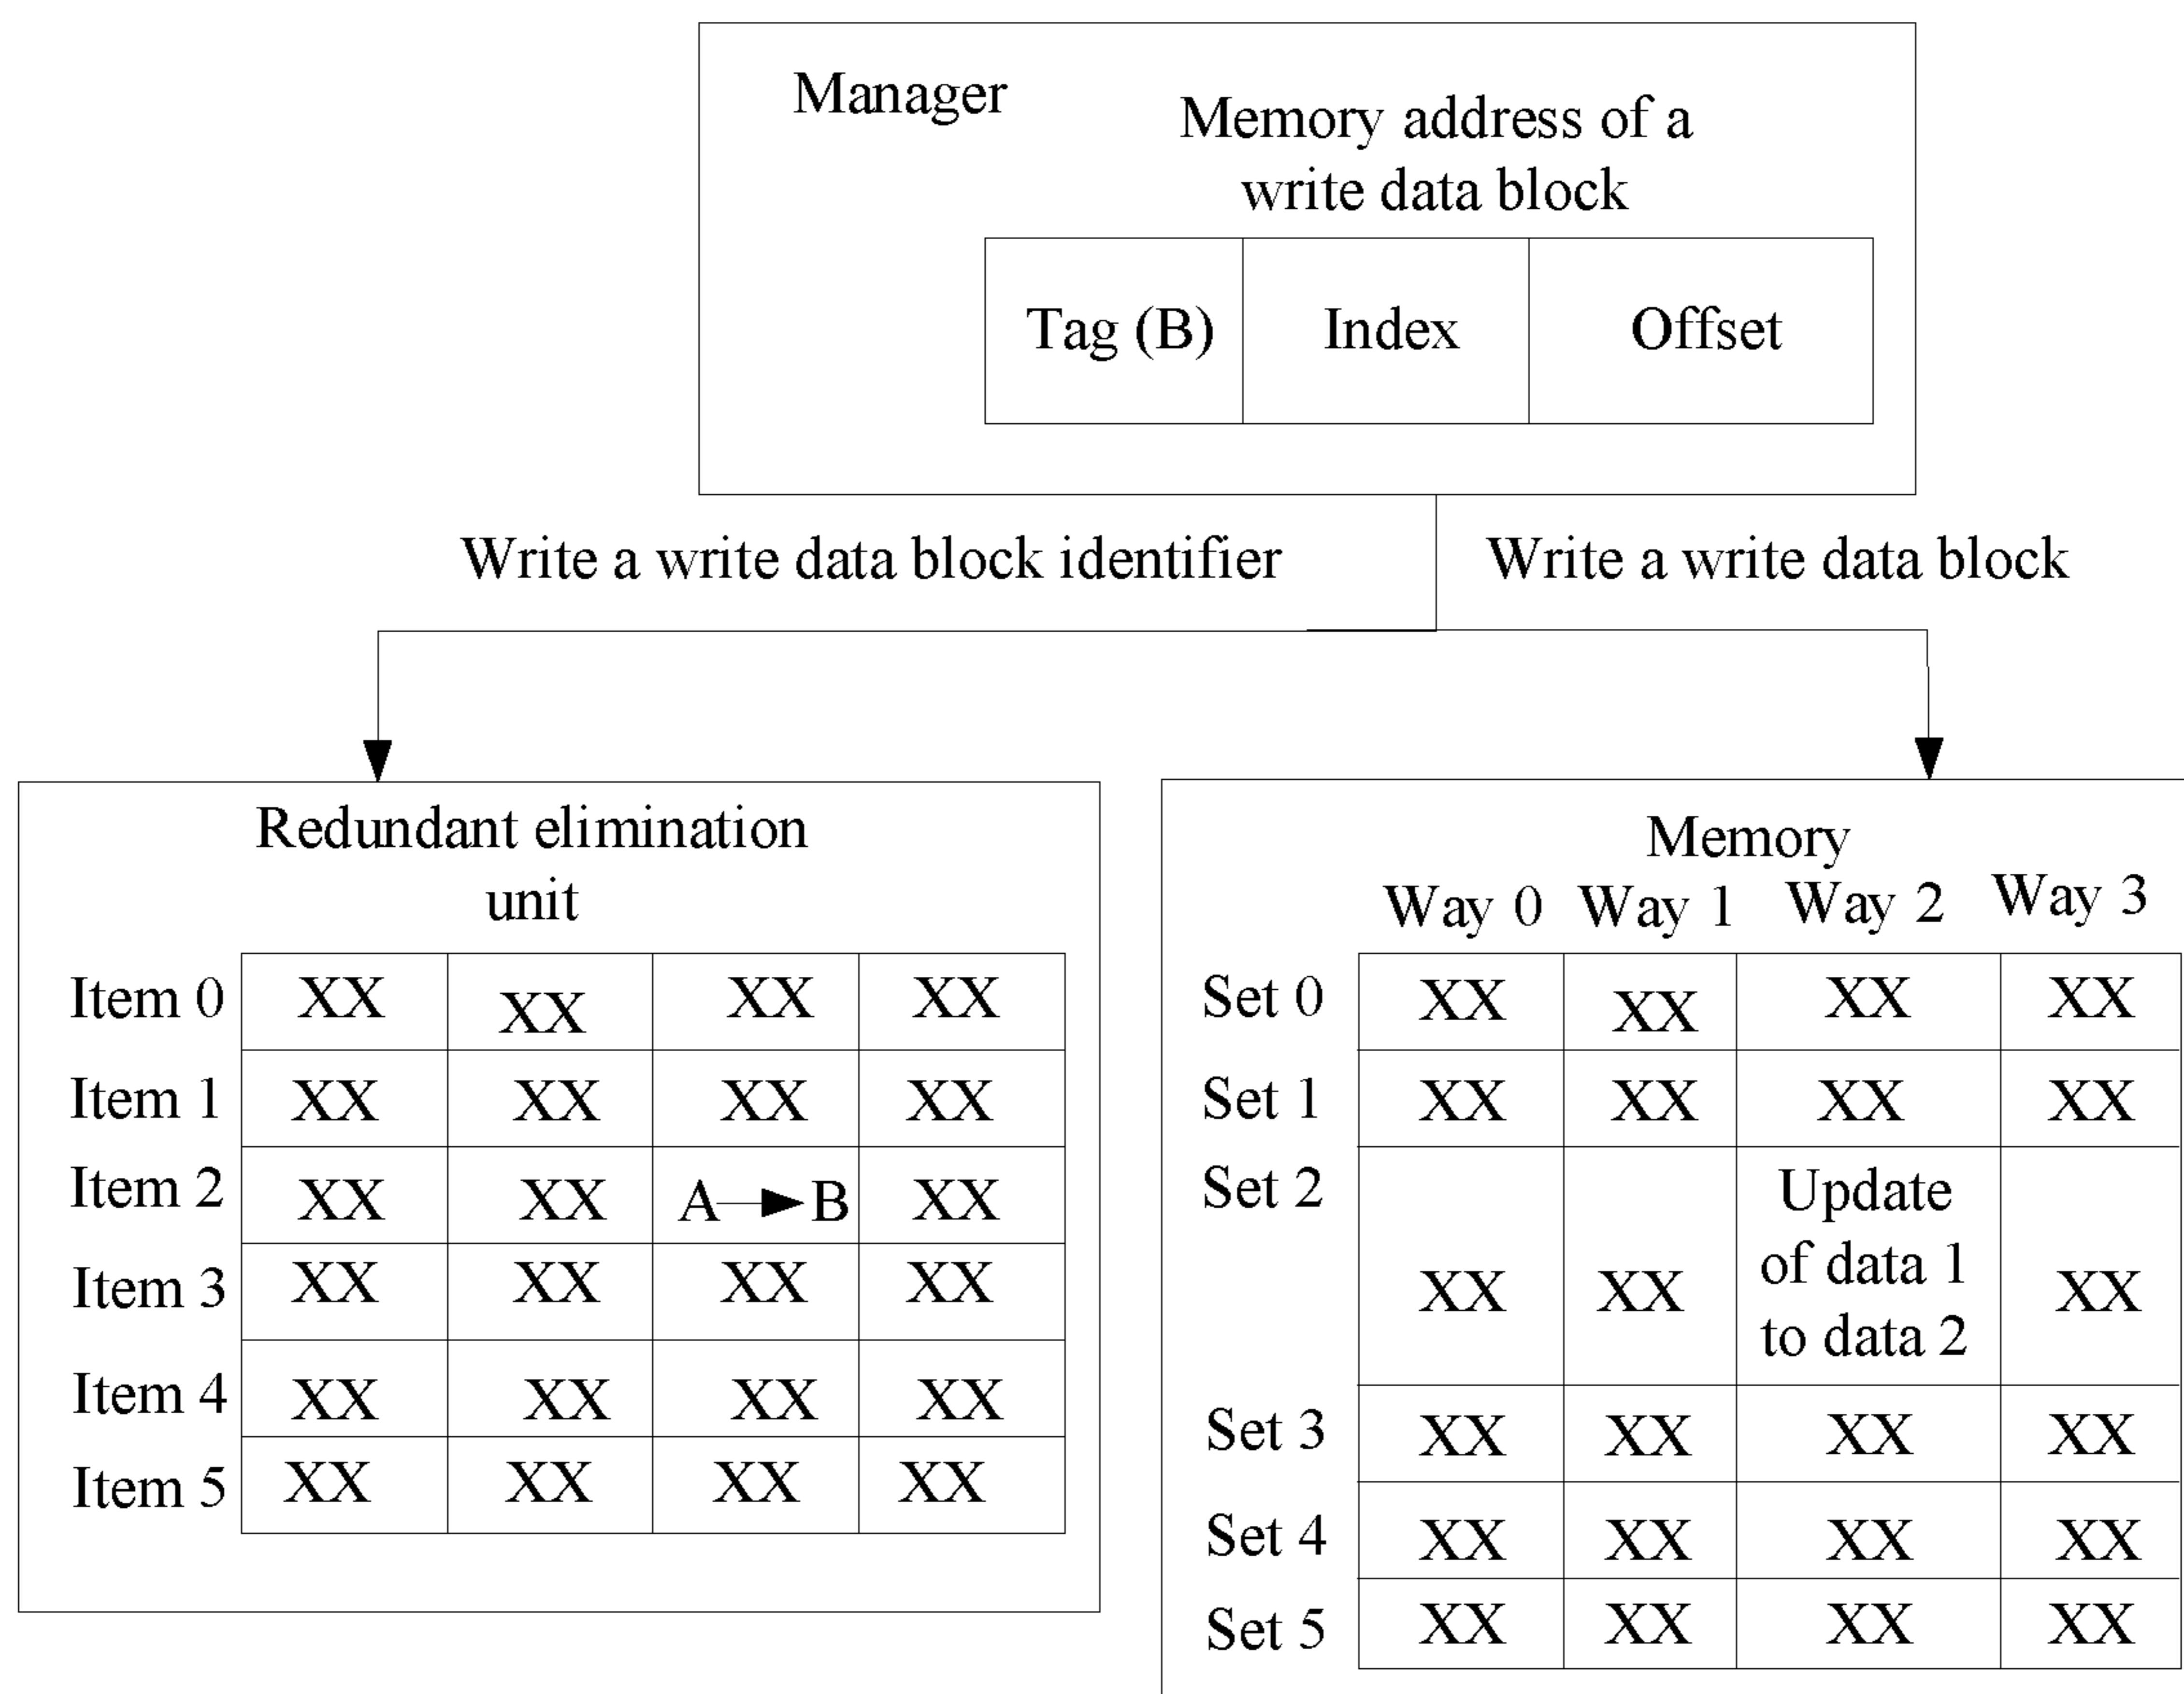 Manager
Memory address of a
write data block
Tag (B) Index Offset
Write a write data block identifier Write a write data block
Redundant elimination
unit
Item 0 XX XX XX XX
Item 1 XX XX XX XX
Item 2 XX XX A B XX
Item 3 XX XX XX XX
Item 4 XX XX XX XX
Item 5 XX XX XX XX
Memory
Way 0 Way 1 Way 2 Way 3
Set 0 XX XX XX XX
Set 1 XX XX XX XX
Set 2 XX XX
Update
of data 1
to data 2
XX
Set 3 XX XX XX XX
Set 4 XX XX XX XX
Set 5 XX XX XX XX